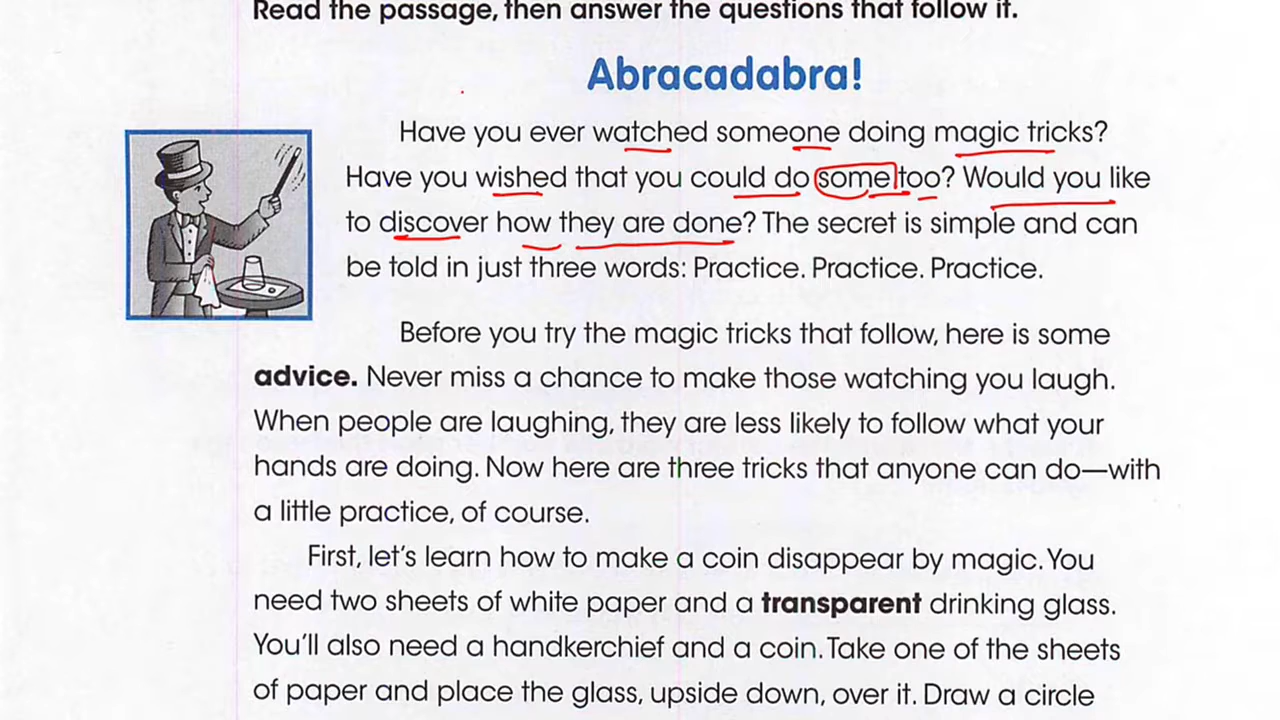 Read the passage, then answer the questions that follow it.
Abracadabra!
Have you ever watched someone doing magic tricks?
Have you wished that you could do some too? Would you like
to discover how they are done? The secret is simple and can
be told in just three words: Practice. Practice. Practice.
Before you try the magic tricks that follow, here is some
advice. Never miss a chance to make those watching you laugh.
When people are laughing, they are less likely to follow what your
hands are doing. Now here are three tricks that anyone can do—with
a little practice, of course.
First, let's learn how to make a coin disappear by magic. You
need two sheets of white paper and a transparent drinking glass.
You'll also need a handkerchief and a coin. Take one of the sheets
of paper and place the glass, upside down, over it. Draw a circle